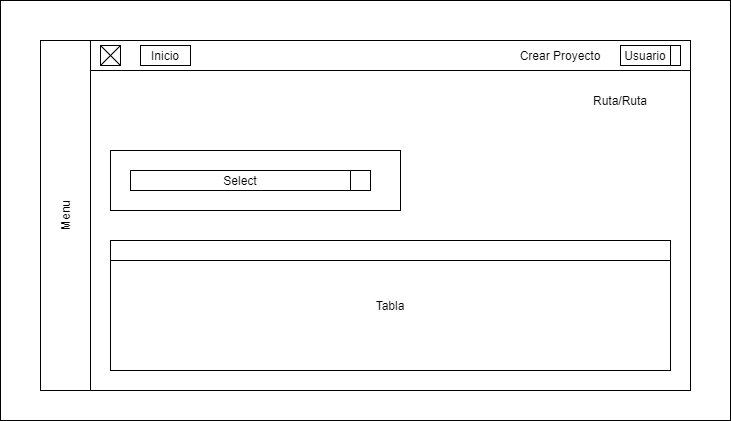 Inicio
Crear Proyecto
Usuario
Ruta/Ruta
Select
Menu
Tabla